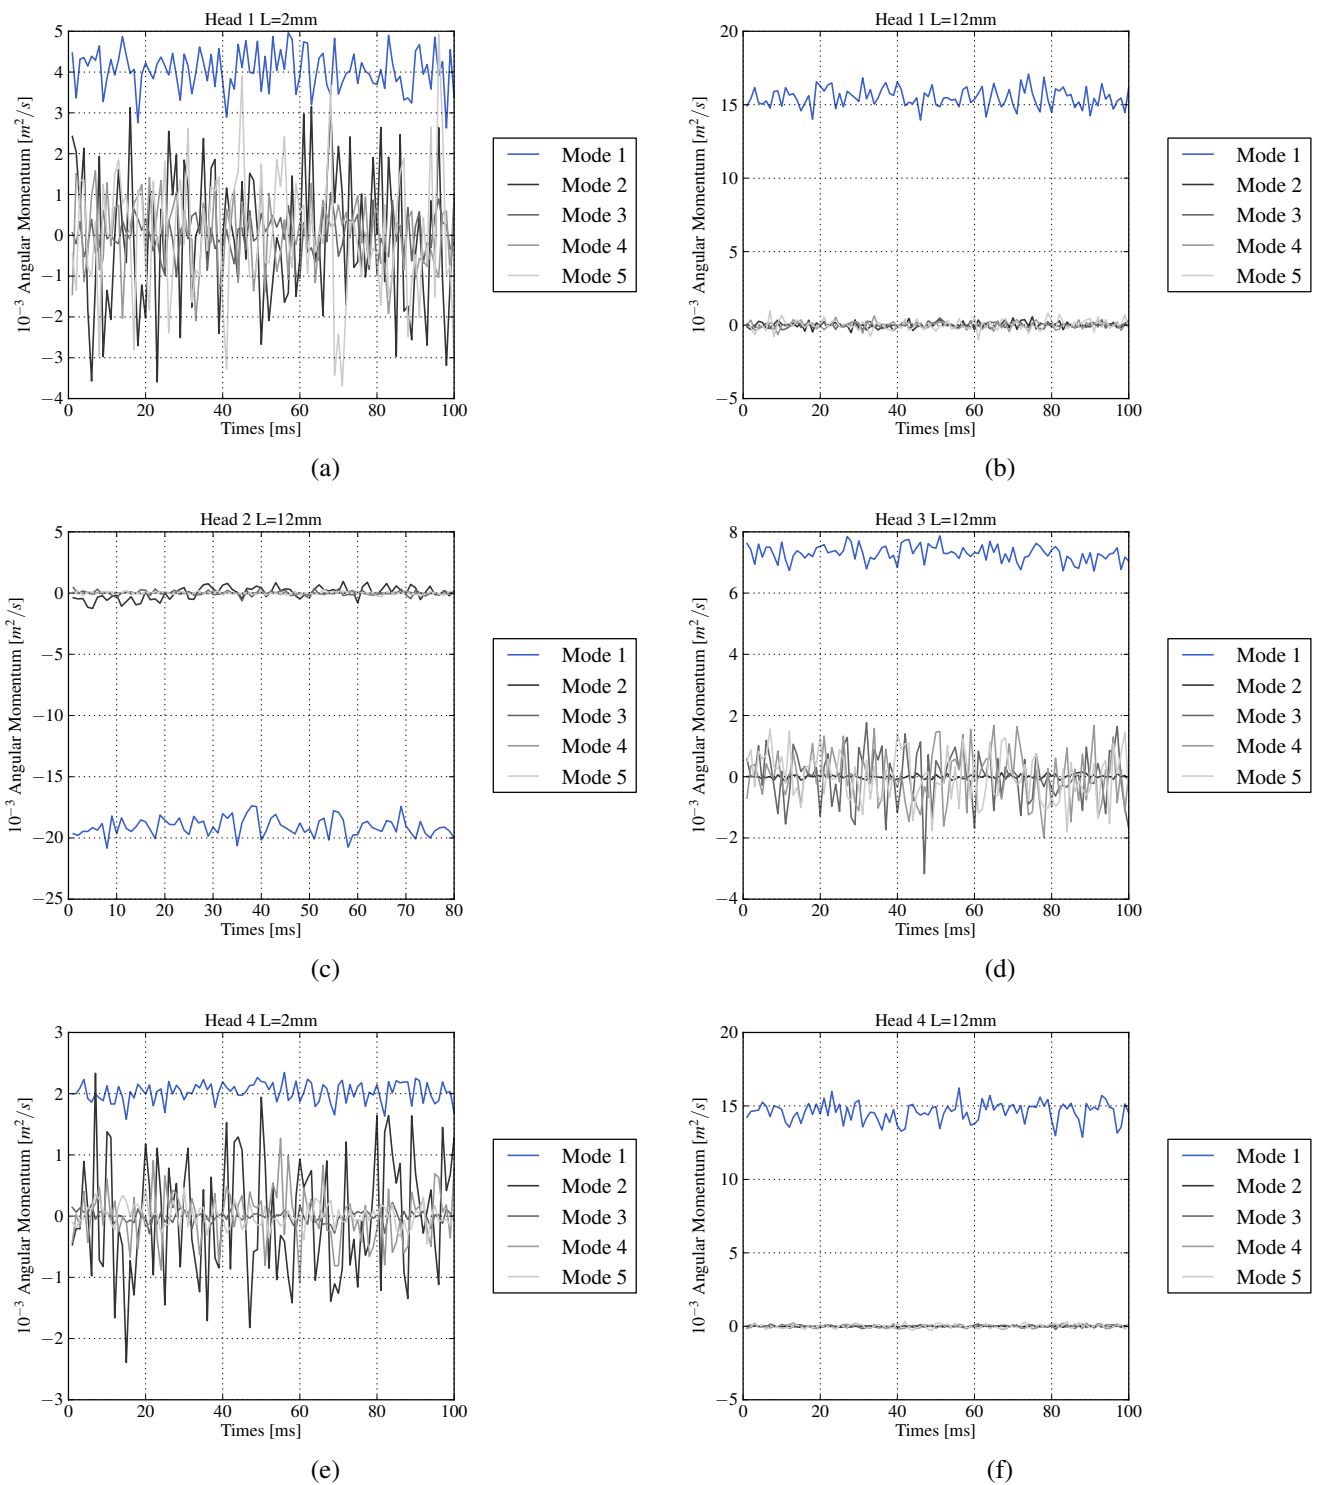 Head 1 L=2mm
5
4
3
2
1
0
−1
−2
−3
−4
10⁻³ Angular Momentum [m²/s]
0 20 40 60 80 100
Times [ms]
Mode 1
Mode 2
Mode 3
Mode 4
Mode 5
(a)
Head 1 L=12mm
20
15
10
5
0
−5
10⁻³ Angular Momentum [m²/s]
0 20 40 60 80 100
Times [ms]
Mode 1
Mode 2
Mode 3
Mode 4
Mode 5
(b)
Head 2 L=12mm
5
0
−5
−10
−15
−20
−25
10⁻³ Angular Momentum [m²/s]
0 10 20 30 40 50 60 70 80
Times [ms]
Mode 1
Mode 2
Mode 3
Mode 4
Mode 5
(c)
Head 3 L=12mm
8
6
4
2
0
−2
−4
10⁻³ Angular Momentum [m²/s]
0 20 40 60 80 100
Times [ms]
Mode 1
Mode 2
Mode 3
Mode 4
Mode 5
(d)
Head 4 L=2mm
3
2
1
0
−1
−2
−3
10⁻³ Angular Momentum [m²/s]
0 20 40 60 80 100
Times [ms]
Mode 1
Mode 2
Mode 3
Mode 4
Mode 5
(e)
Head 4 L=12mm
20
15
10
5
0
−5
10⁻³ Angular Momentum [m²/s]
0 20 40 60 80 100
Times [ms]
Mode 1
Mode 2
Mode 3
Mode 4
Mode 5
(f)